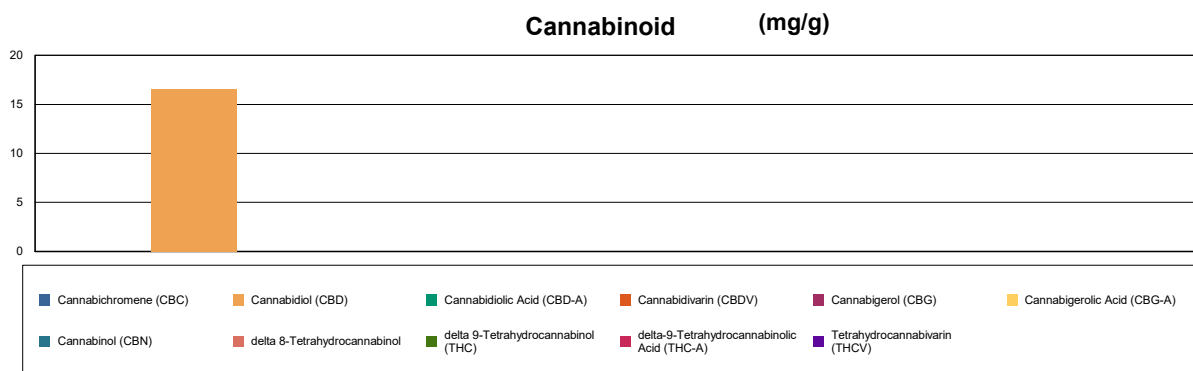 Cannabinoid (mg/g)
20
15
10
5
0
Cannabichromene (CBC) Cannabidiol (CBD) Cannabidiolic Acid (CBD-A) Cannabidivarin (CBDV) Cannabigerol (CBG) Cannabigerolic Acid (CBG-A)
Cannabinol (CBN) delta 8-Tetrahydrocannabinol delta 9-Tetrahydrocannabinol (THC) delta-9-Tetrahydrocannabinolic Acid (THC-A) Tetrahydrocannabivarin (THCV)